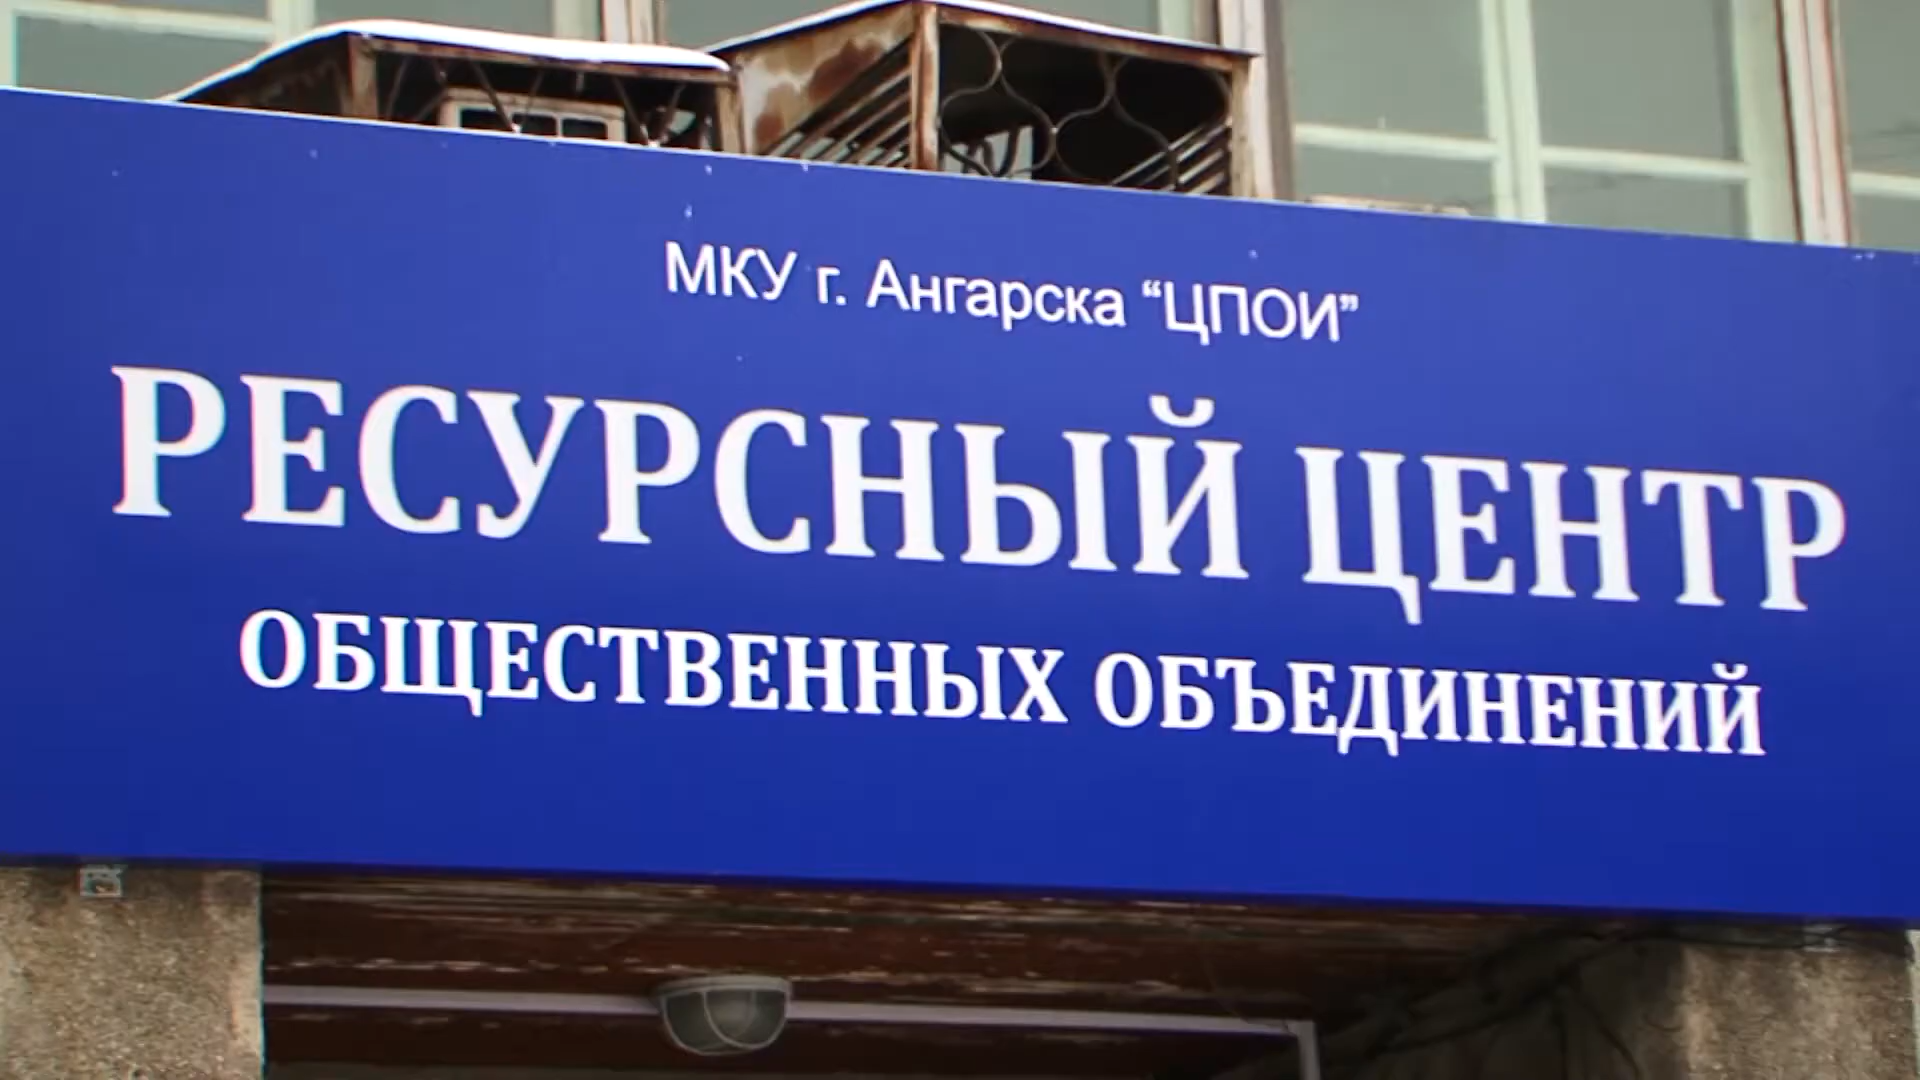 МКУ г. Ангарска “ЦПОИ”
РЕСУРСНЫЙ ЦЕНТР
ОБЩЕСТВЕННЫХ ОБЪЕДИНЕНИЙ